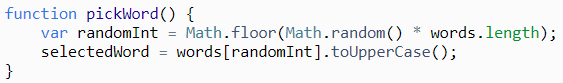 function pickWord() {
    var randomInt = Math.floor(Math.random() * words.length);
    selectedWord = words[randomInt].toUpperCase();
}